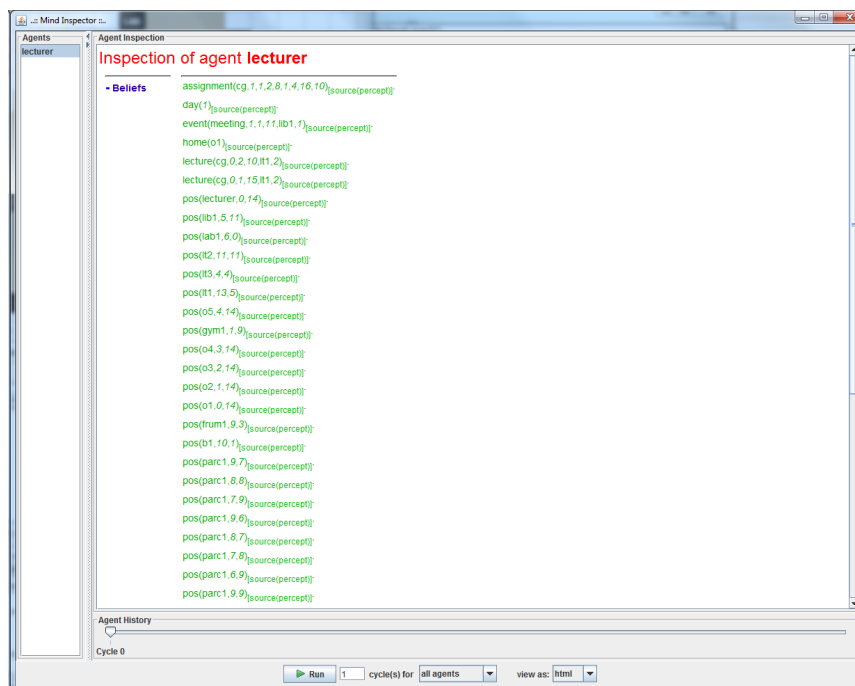 ..:: Mind Inspector ::..
Agents
lecturer
Agent Inspection
Inspection of agent lecturer
- Beliefs
assignment(cg,1,1,2,8,1,4,16,10)[source(percept)].
day(1)[source(percept)].
event(meeting,1,1,11,lib1,1)[source(percept)].
home(o1)[source(percept)].
lecture(cg,0,2,10,lt1,2)[source(percept)].
lecture(cg,0,1,15,lt1,2)[source(percept)].
pos(lecturer,0,14)[source(percept)].
pos(lib1,5,11)[source(percept)].
pos(lab1,6,0)[source(percept)].
pos(lt2,11,11)[source(percept)].
pos(lt3,4,4)[source(percept)].
pos(lt1,13,5)[source(percept)].
pos(o5,4,14)[source(percept)].
pos(gym1,1,9)[source(percept)].
pos(o4,3,14)[source(percept)].
pos(o3,2,14)[source(percept)].
pos(o2,1,14)[source(percept)].
pos(o1,0,14)[source(percept)].
pos(frum1,9,3)[source(percept)].
pos(b1,10,1)[source(percept)].
pos(parc1,9,7)[source(percept)].
pos(parc1,8,8)[source(percept)].
pos(parc1,7,9)[source(percept)].
pos(parc1,9,6)[source(percept)].
pos(parc1,8,7)[source(percept)].
pos(parc1,7,8)[source(percept)].
pos(parc1,6,9)[source(percept)].
pos(parc1,9,9)[source(percept)].
Agent History
Cycle 0
Run 1 cycle(s) for all agents view as: html